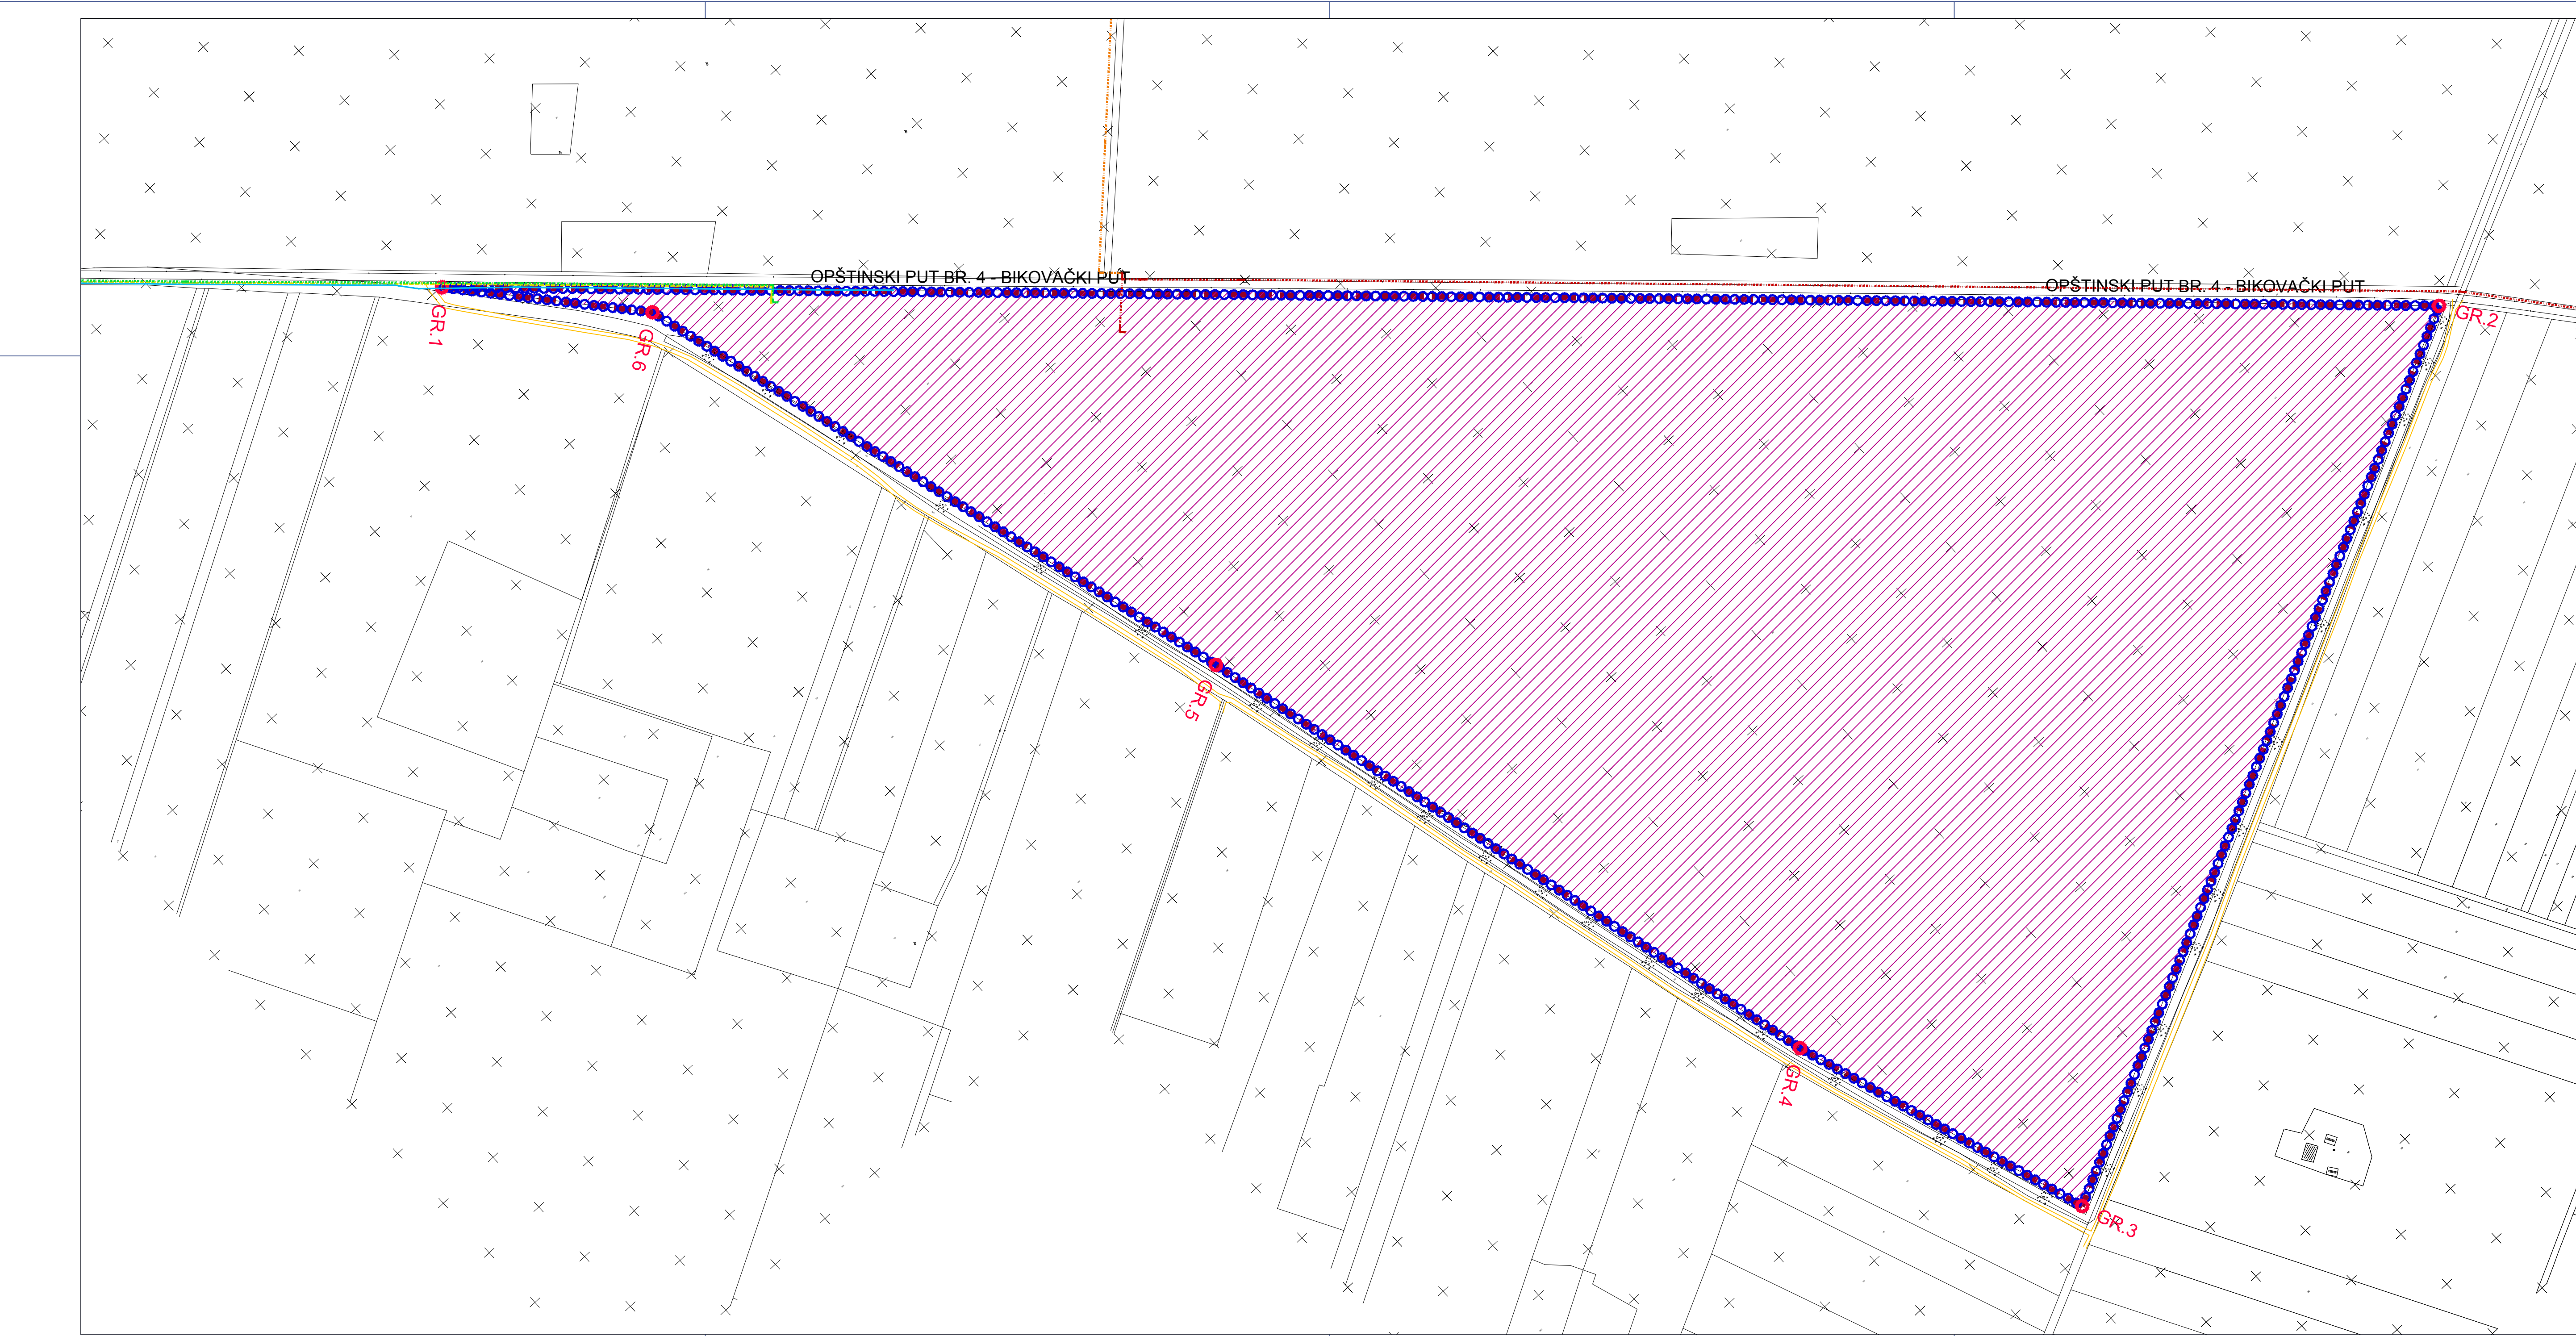 OPŠTINSKI PUT BR. 4 - BIKOVAČKI PUT
OPŠTINSKI PUT BR. 4 - BIKOVAČKI PUT
GR.1
GR.6
GR.2
GR.5
GR.4
GR.3